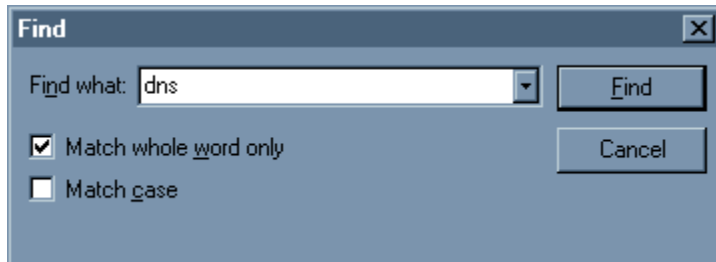 Find
Find what: dns
Find
Match whole word only
Cancel
Match case